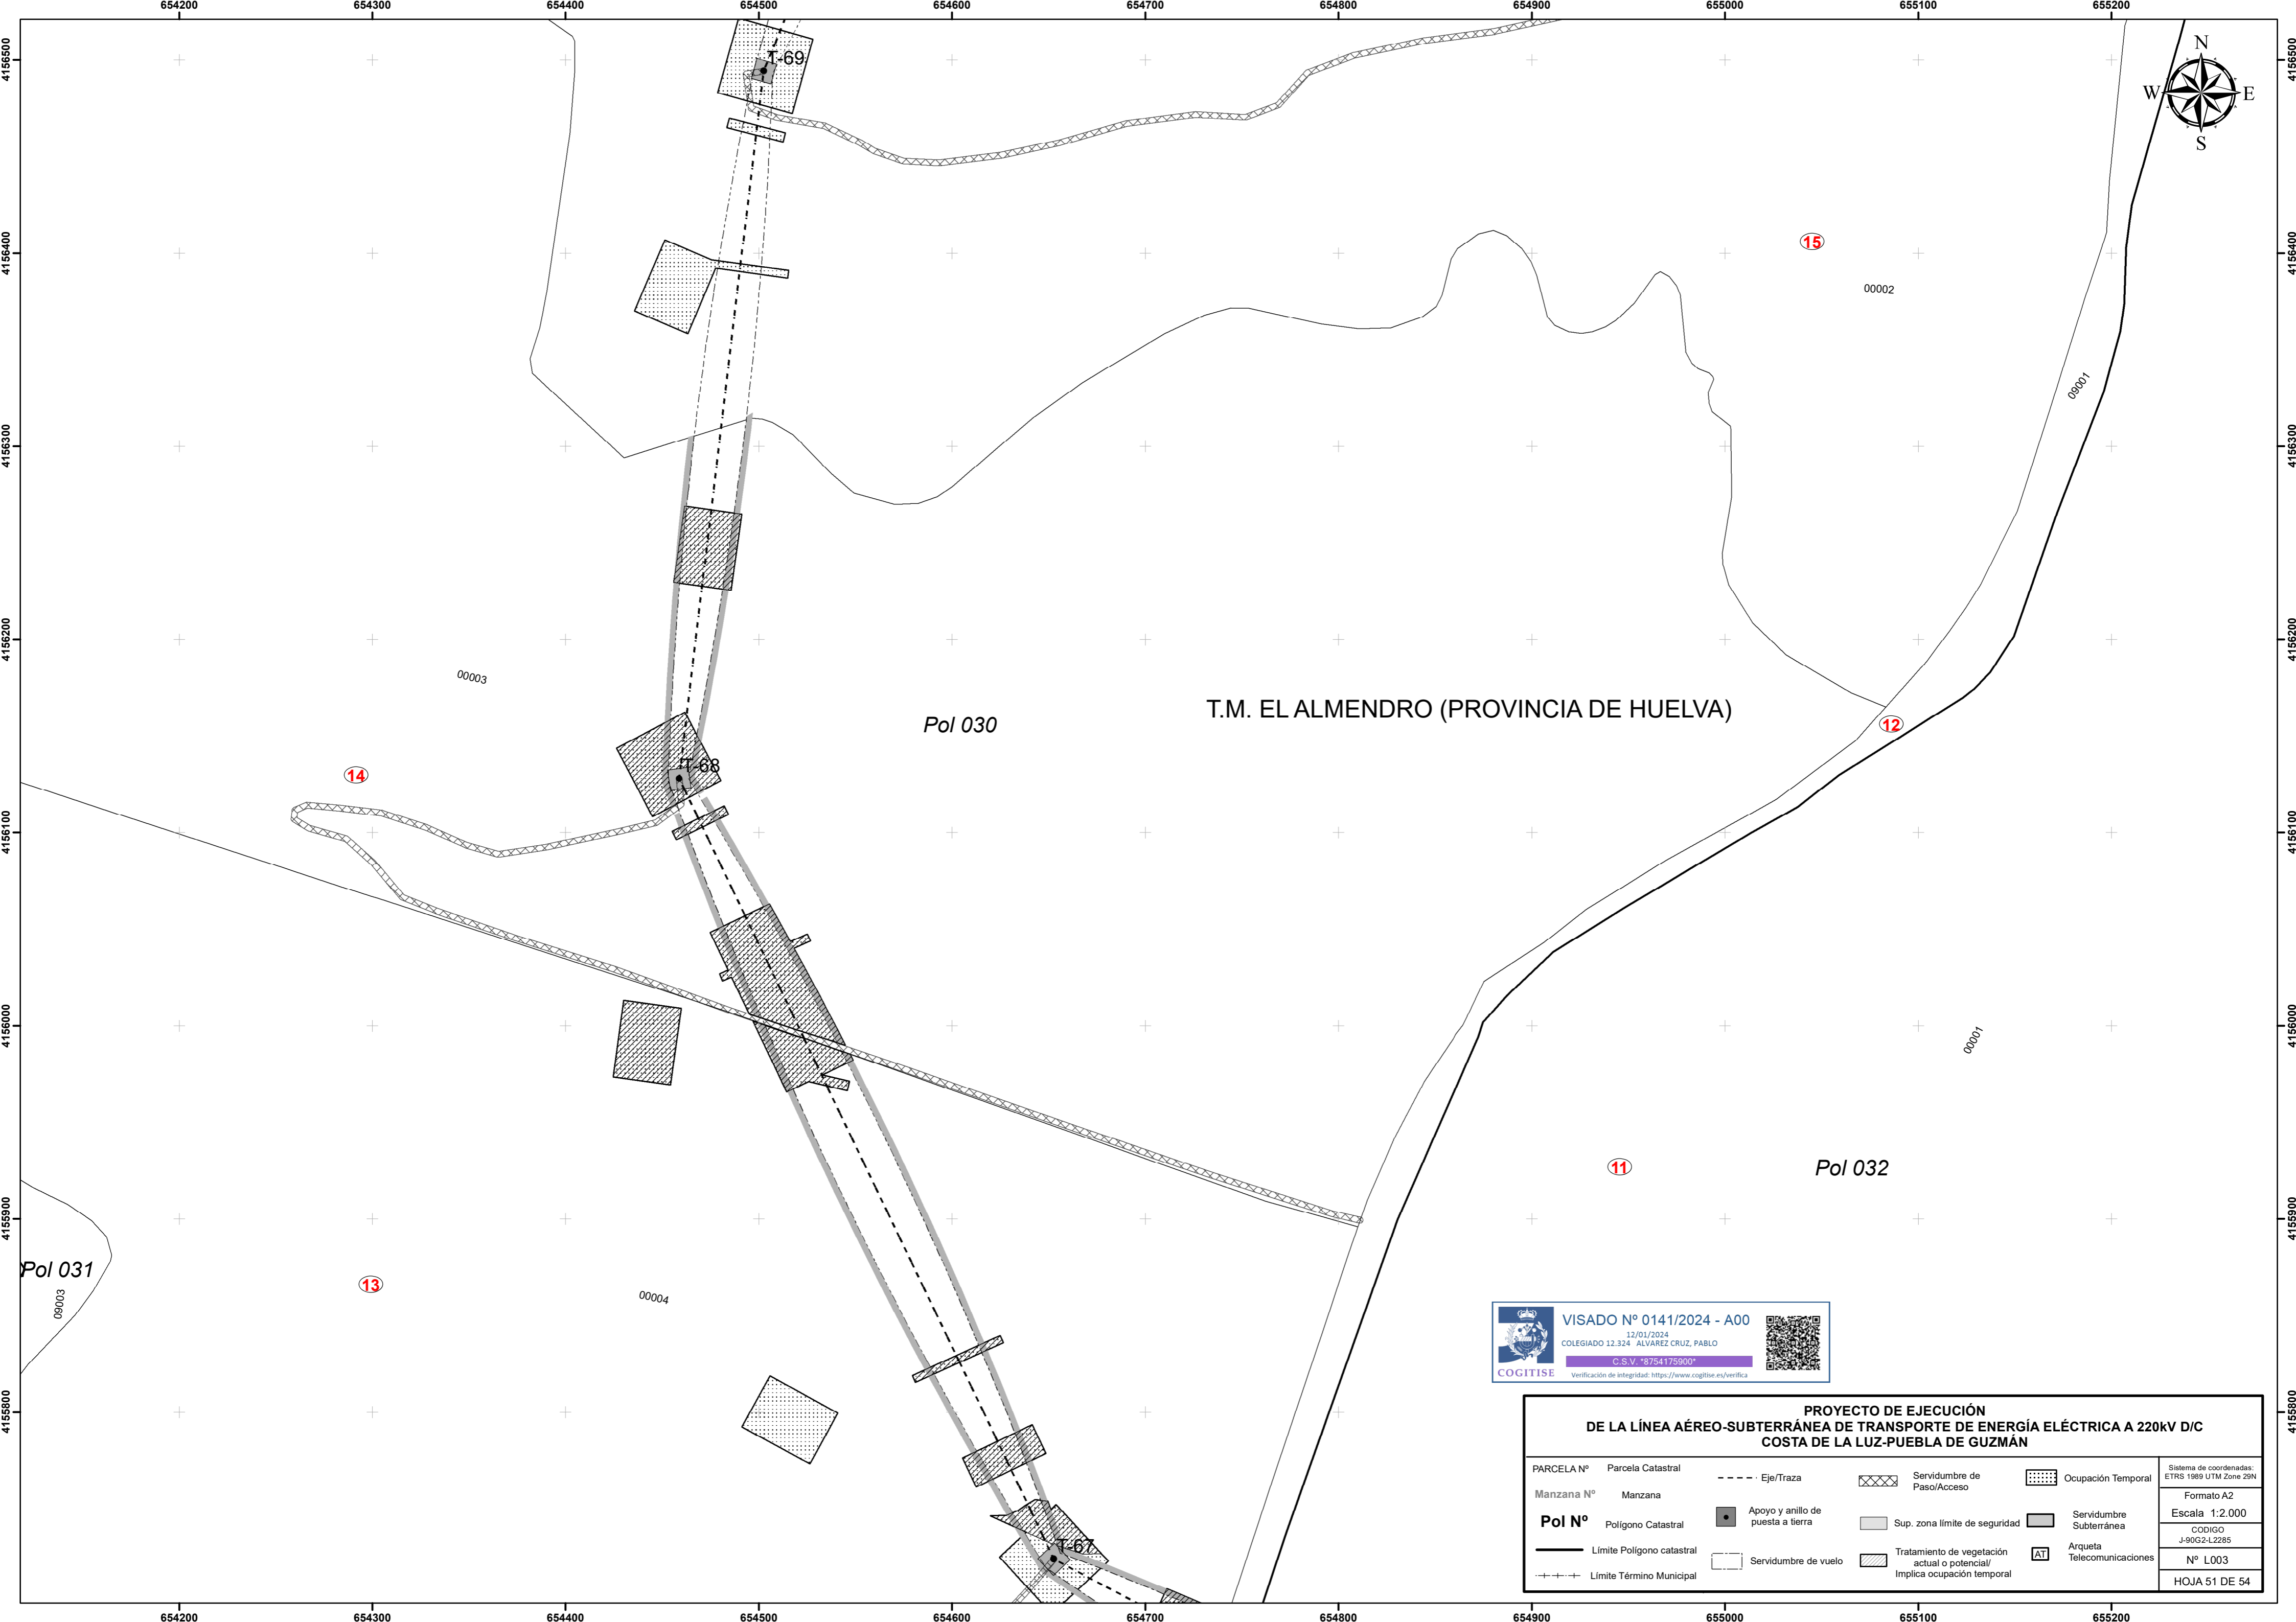 654200 654300 654400 654500 654600 654700 654800 654900 655000 655100 655200
4156500 4156500
N
W E
S
T-69
4156400 4156400
15
00002
09001
4156300 4156300
4156200 4156200
00003
T.M. EL ALMENDRO (PROVINCIA DE HUELVA)
Pol 030
12
T-68
14
4156100 4156100
4156000 4156000
00001
11
Pol 032
4155900 4155900
Pol 031
13
09003
00004
4155800 4155800
T-67
VISADO Nº 0141/2024 - A00
12/01/2024
COLEGIADO 12.324 ALVAREZ CRUZ, PABLO
C.S.V. *8754175900*
COGITISE
Verificación de integridad: https://www.cogitise.es/verifica
PROYECTO DE EJECUCIÓN
DE LA LÍNEA AÉREO-SUBTERRÁNEA DE TRANSPORTE DE ENERGÍA ELÉCTRICA A 220kV D/C
COSTA DE LA LUZ-PUEBLA DE GUZMÁN
PARCELA Nº Parcela Catastral
Manzana Nº Manzana
Pol Nº Polígono Catastral
Límite Polígono catastral
Límite Término Municipal
Eje/Traza
Apoyo y anillo de
puesta a tierra
Servidumbre de vuelo
Servidumbre de
Paso/Acceso
Sup. zona límite de seguridad
Tratamiento de vegetación
actual o potencial/
Implica ocupación temporal
Ocupación Temporal
Servidumbre
Subterránea
AT
Arqueta
Telecomunicaciones
Sistema de coordenadas:
ETRS 1989 UTM Zone 29N
Formato A2
Escala 1:2.000
CODIGO
J-90G2-L2285
Nº L003
HOJA 51 DE 54
654200 654300 654400 654500 654600 654700 654800 654900 655000 655100 655200